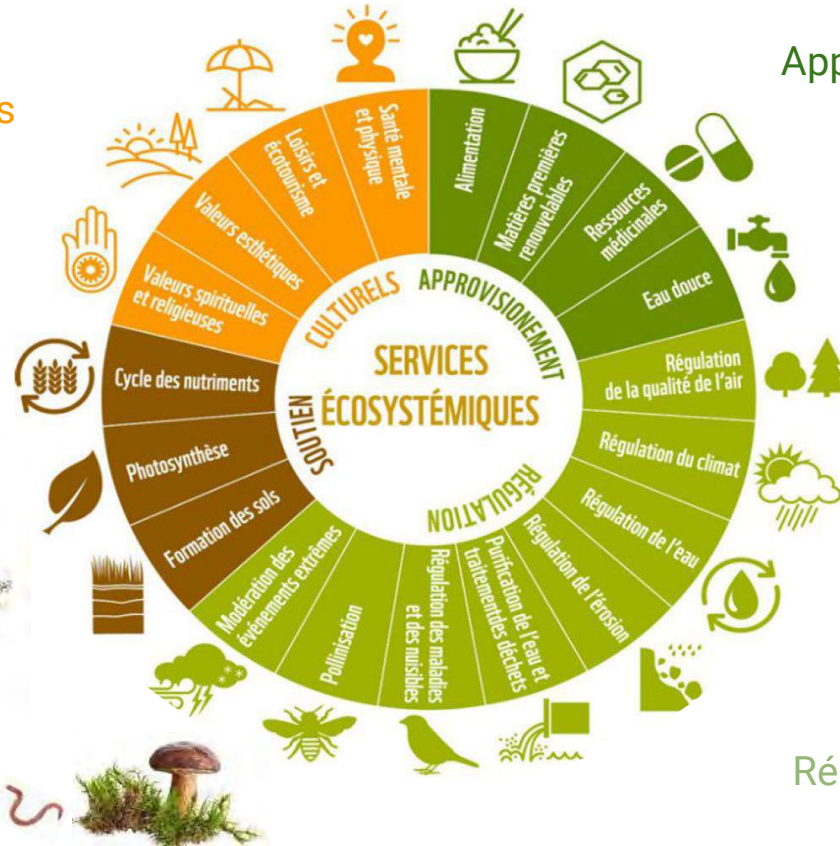 App
s
Santé mentale
et physique
Loisirs et
écotourisme
Valeurs esthétiques
Valeurs spirituelles
et religieuses
Alimentation
Matières premières
renouvelables
Ressources
médicinales
Eau douce
CULTURELS
APPROVISIONEMENT
SERVICES
ÉCOSYSTÉMIQUES
SOUTIEN
RÉGULATION
Régulation
de la qualité de l'air
Régulation du climat
Régulation de l'eau
Régulation de l'érosion
Purification de l'eau et
traitementdes déchets
Régulation des maladies
et des nuisibles
Pollinisation
Modération des
événements extrêmes
Formation des sols
Photosynthèse
Cycle des nutriments
Ré